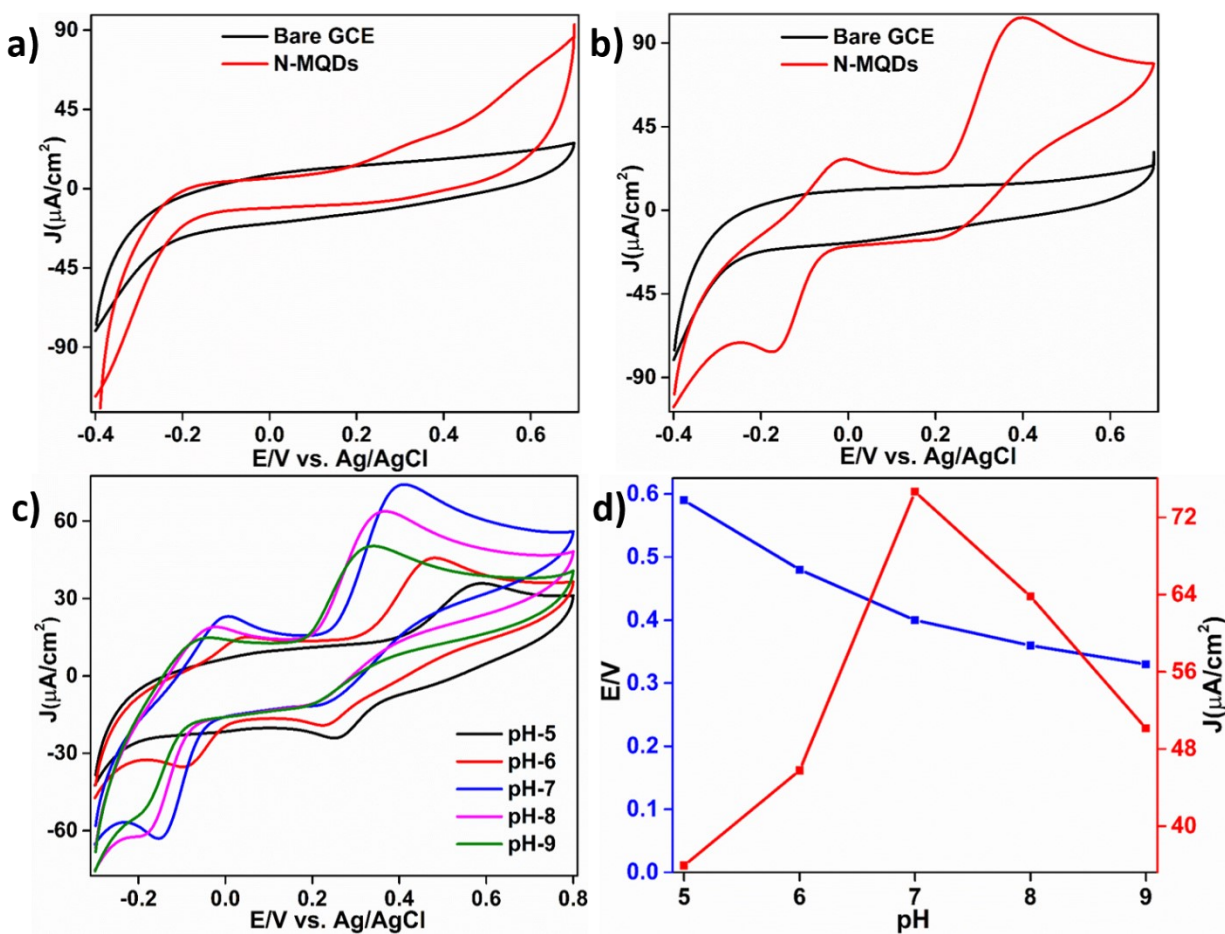 a)
Bare GCE
N-MQDs
90
45
0
-45
-90
J(μA/cm²)
-0.4 -0.2 0.0 0.2 0.4 0.6
E/V vs. Ag/AgCl
b)
Bare GCE
N-MQDs
90
45
0
-45
-90
J(μA/cm²)
-0.4 -0.2 0.0 0.2 0.4 0.6
E/V vs. Ag/AgCl
c)
60
30
0
-30
-60
J(μA/cm²)
pH-5
pH-6
pH-7
pH-8
pH-9
-0.2 0.0 0.2 0.4 0.6 0.8
E/V vs. Ag/AgCl
d)
0.6
0.5
0.4
0.3
0.2
0.1
0.0
E/V
72
64
56
48
40
J(μA/cm²)
5 6 7 8 9
pH